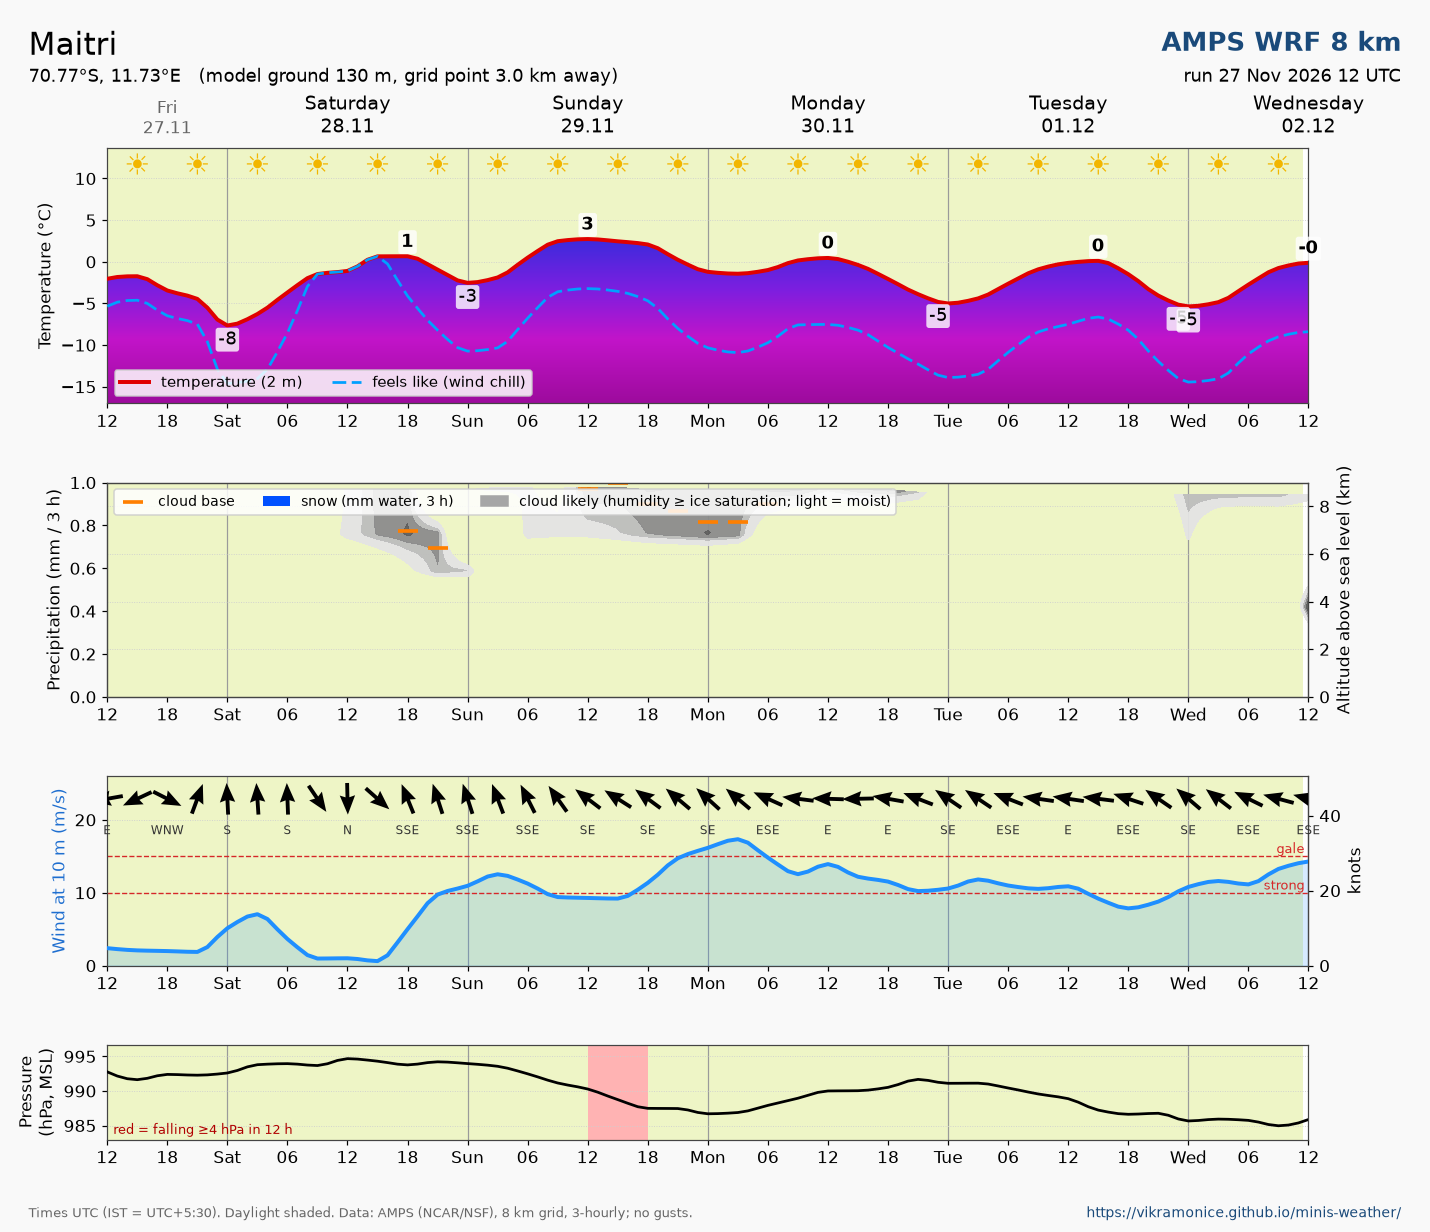 Maitri
AMPS WRF 8 km
70.77°S, 11.73°E (model ground 130 m, grid point 3.0 km away)
run 27 Nov 2026 12 UTC
Fri Saturday Sunday Monday Tuesday Wednesday
27.11 28.11 29.11 30.11 01.12 02.12
Temperature (°C)
10
5
0
−5
−10
−15
1 3 0 0 -0
-8 -3 -5 -5
temperature (2 m) feels like (wind chill)
12 18 Sat 06 12 18 Sun 06 12 18 Mon 06 12 18 Tue 06 12 18 Wed 06 12
Precipitation (mm / 3 h)
1.0
0.8
0.6
0.4
0.2
0.0
cloud base snow (mm water, 3 h) cloud likely (humidity ≥ ice saturation; light = moist)
8
6
4
2
0
Altitude above sea level (km)
12 18 Sat 06 12 18 Sun 06 12 18 Mon 06 12 18 Tue 06 12 18 Wed 06 12
Wind at 10 m (m/s)
20
10
0
E WNW S S N SSE SSE SSE SE SE SE ESE E E SE ESE E ESE SE ESE ESE
gale
strong
40
20
0
knots
12 18 Sat 06 12 18 Sun 06 12 18 Mon 06 12 18 Tue 06 12 18 Wed 06 12
Pressure
(hPa, MSL)
995
990
985
red = falling ≥4 hPa in 12 h
12 18 Sat 06 12 18 Sun 06 12 18 Mon 06 12 18 Tue 06 12 18 Wed 06 12
Times UTC (IST = UTC+5:30). Daylight shaded. Data: AMPS (NCAR/NSF), 8 km grid, 3-hourly; no gusts.
https://vikramonice.github.io/minis-weather/